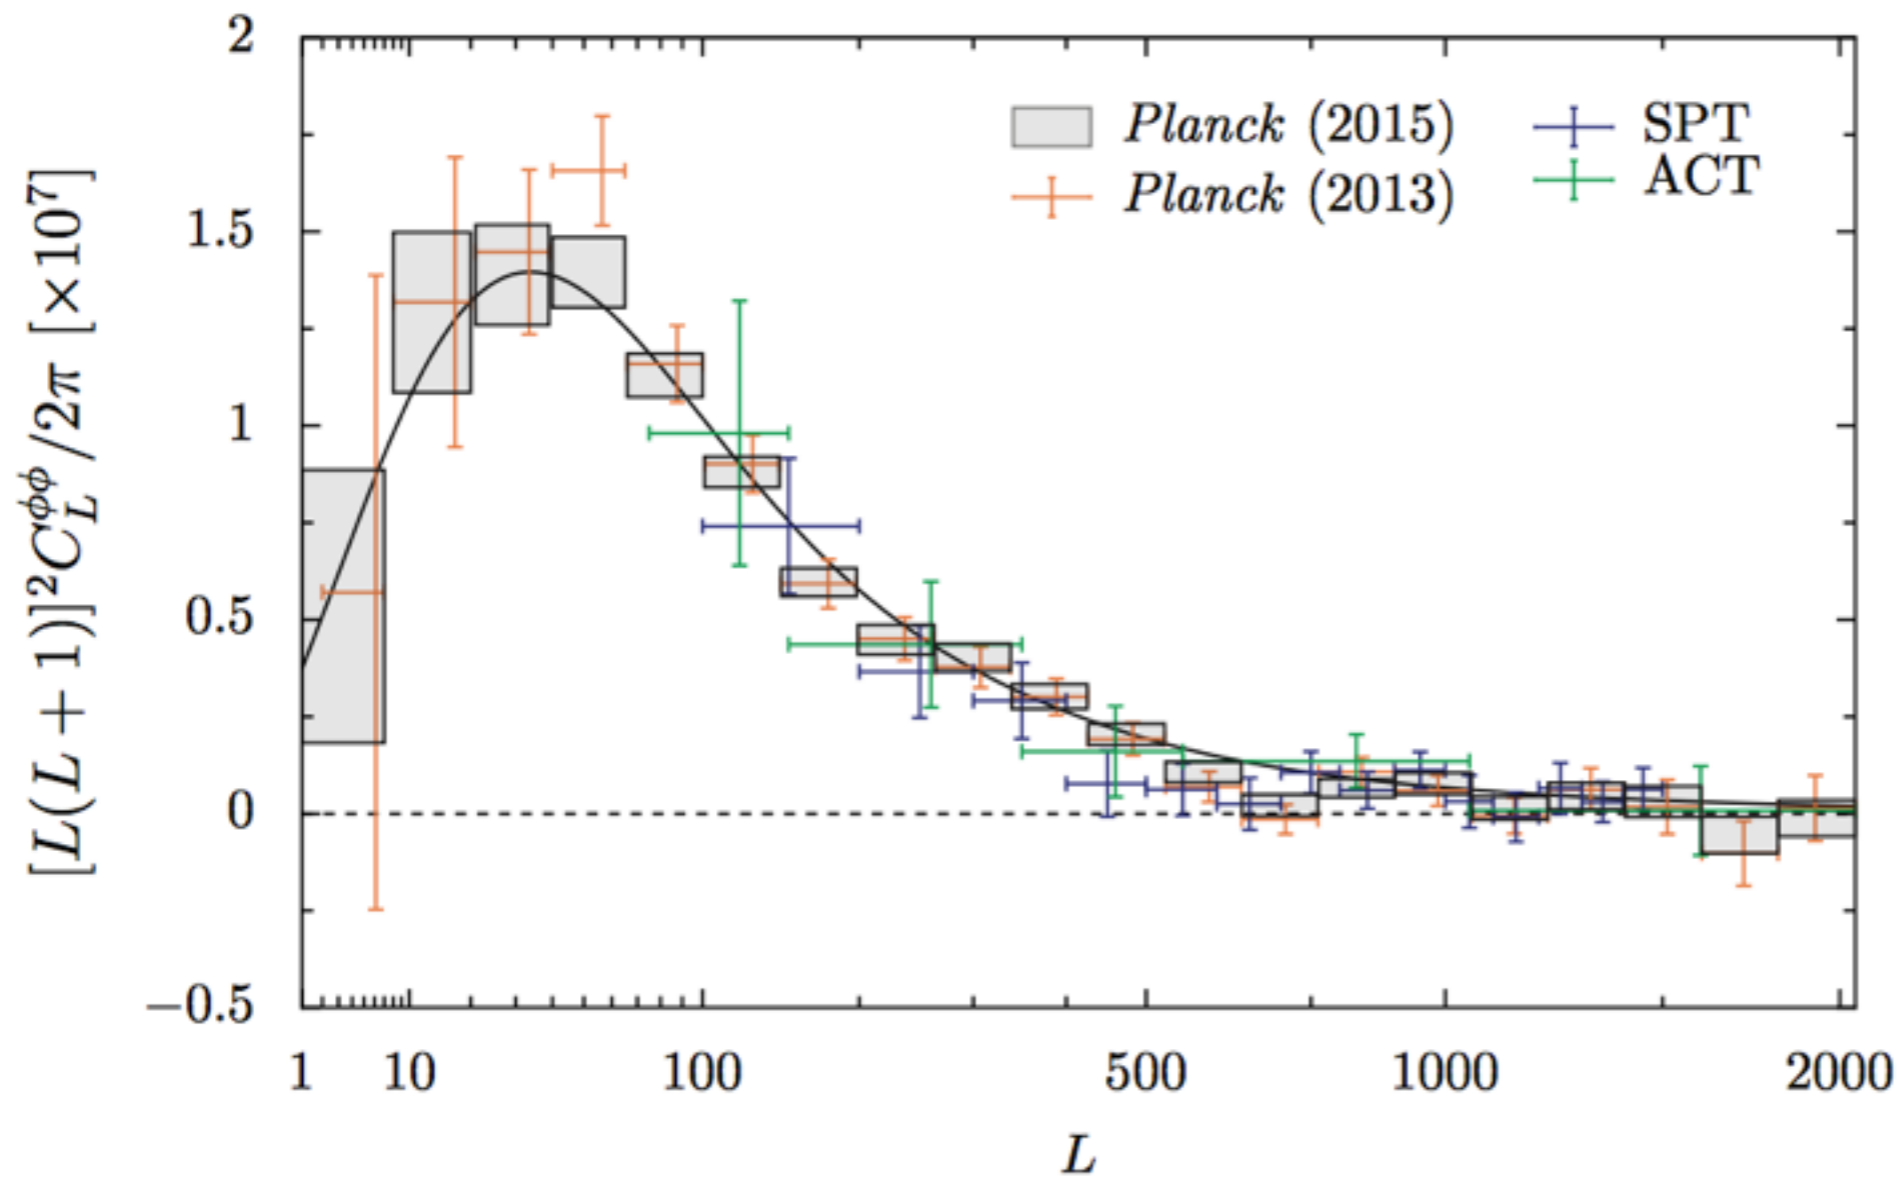 [L(L + 1)]²C_L^ϕϕ/2π [×10⁷]
2
1.5
1
0.5
0
−0.5
Planck (2015)
Planck (2013)
SPT
ACT
1 10 100 500 1000 2000
L